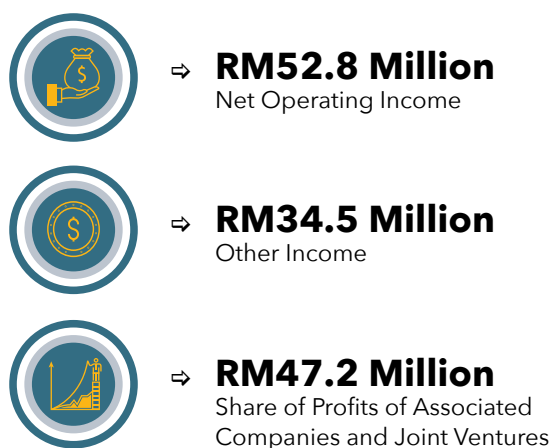 ⇨ RM52.8 Million
Net Operating Income
$
⇨ RM34.5 Million
Other Income
$
⇨ RM47.2 Million
Share of Profits of Associated
Companies and Joint Ventures